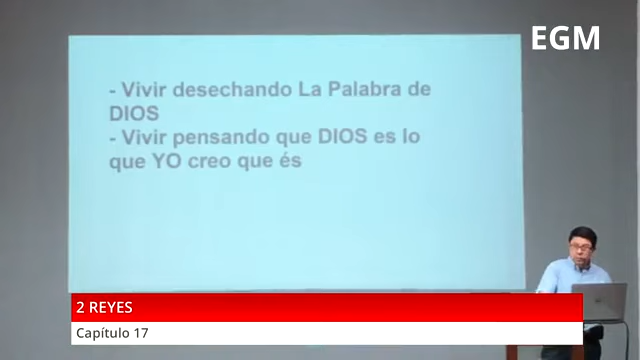 EGM
- Vivir desechando La Palabra de
DIOS
- Vivir pensando que DIOS es lo
que YO creo que és
2 REYES
Capítulo 17